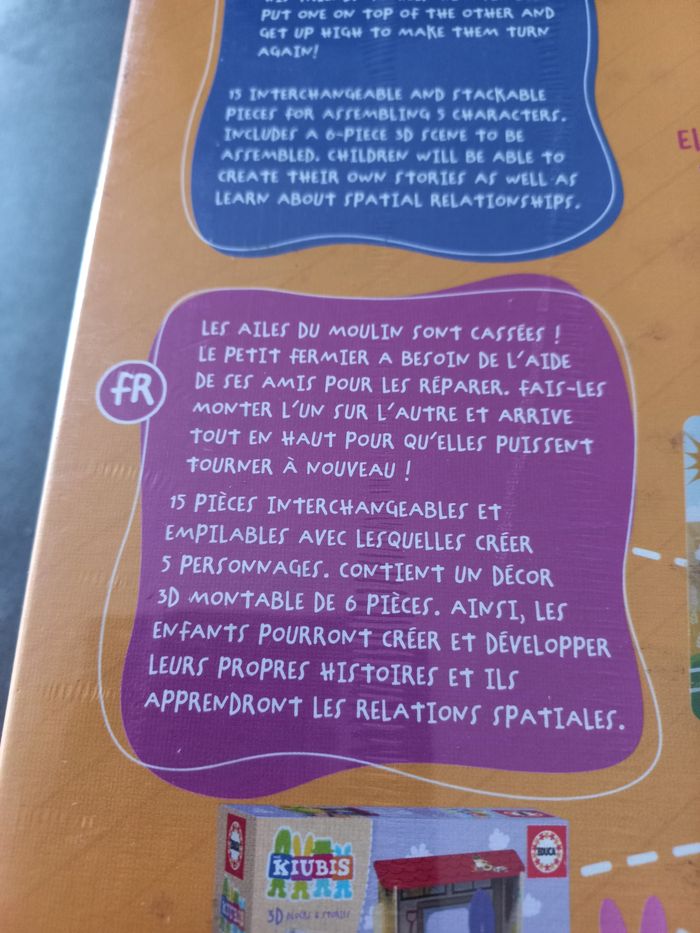 PUT ONE ON TOP OF THE OTHER AND
GET UP HIGH TO MAKE THEM TURN
AGAIN!
15 INTERCHANGEABLE AND STACKABLE
PIECES FOR ASSEMBLING 5 CHARACTERS.
INCLUDES A 6-PIECE 3D SCENE TO BE
ASSEMBLED. CHILDREN WILL BE ABLE TO
CREATE THEIR OWN STORIES AS WELL AS
LEARN ABOUT SPATIAL RELATIONSHIPS.
FR
LES AILES DU MOULIN SONT CASSÉES !
LE PETIT FERMIER A BESOIN DE L'AIDE
DE SES AMIS POUR LES RÉPARER. FAIS-LES
MONTER L'UN SUR L'AUTRE ET ARRIVE
TOUT EN HAUT POUR QU'ELLES PUISSENT
TOURNER À NOUVEAU !
15 PIÈCES INTERCHANGEABLES ET
EMPILABLES AVEC LESQUELLES CRÉER
5 PERSONNAGES. CONTIENT UN DÉCOR
3D MONTABLE DE 6 PIÈCES. AINSI, LES
ENFANTS POURRONT CRÉER ET DÉVELOPPER
LEURS PROPRES HISTOIRES ET ILS
APPRENDRONT LES RELATIONS SPATIALES.
EDUCA
KIUBIS
3D BLOCKS & STORIES
EDUCA